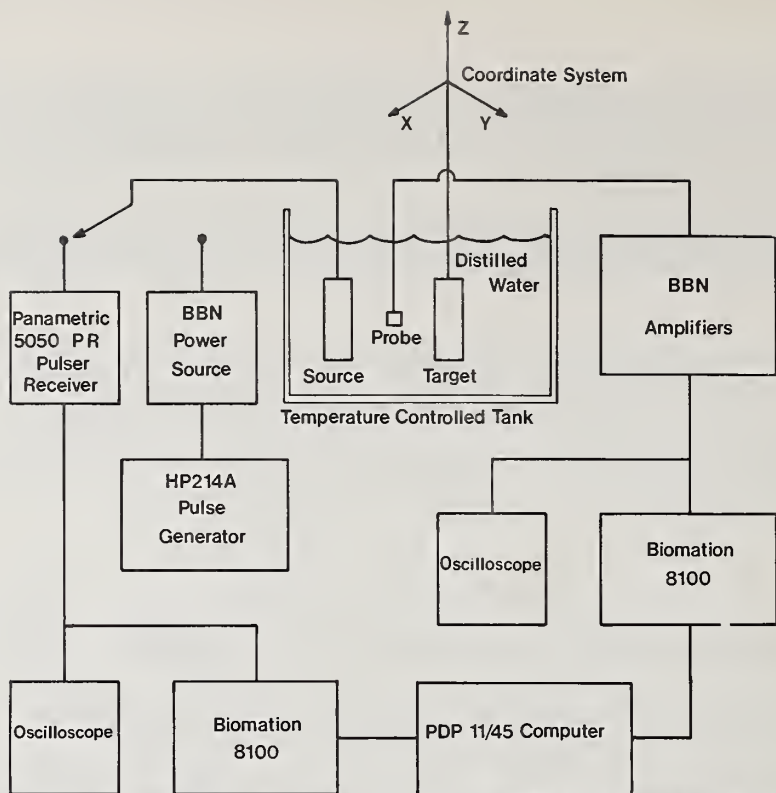 Z
Coordinate System
X
Y
Distilled
Water
Probe
Source
Target
Temperature Controlled Tank
Panametric
5050 PR
Pulser
Receiver
BBN
Power
Source
BBN
Amplifiers
HP214A
Pulse
Generator
Oscilloscope
Biomation
8100
Oscilloscope
Biomation
8100
PDP 11/45 Computer